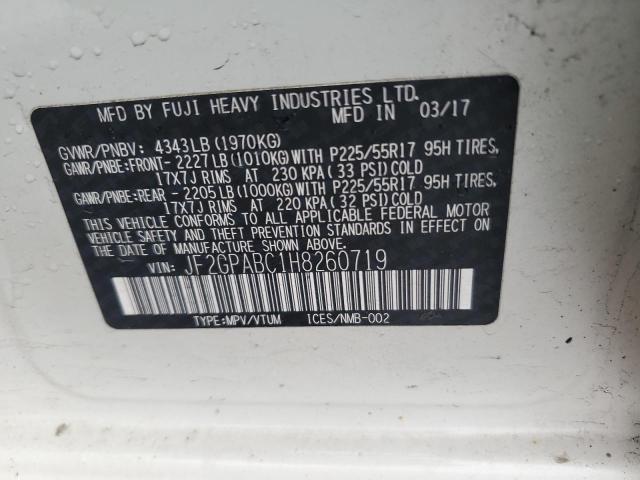 MFD BY FUJI HEAVY INDUSTRIES LTD.
MFD IN 03/17
GVWR/PNBV: 4343LB(1970KG)
GAWR/PNBE:FRONT- 2227LB(1010KG)WITH P225/55R17 95H TIRES,
17X7J RIMS AT 230 KPA(33 PSI)COLD
GAWR/PNBE:REAR - 2205LB(1000KG)WITH P225/55R17 95H TIRES,
17X7J RIMS AT 220 KPA(32 PSI)COLD
THIS VEHICLE CONFORMS TO ALL APPLICABLE FEDERAL MOTOR
VEHICLE SAFETY AND THEFT PREVENTION STANDARDS IN EFFECT ON
THE DATE OF MANUFACTURE SHOWN ABOVE.
VIN: JF2GPABC1H8260719
TYPE:MPV/VTUM ICES/NMB-002